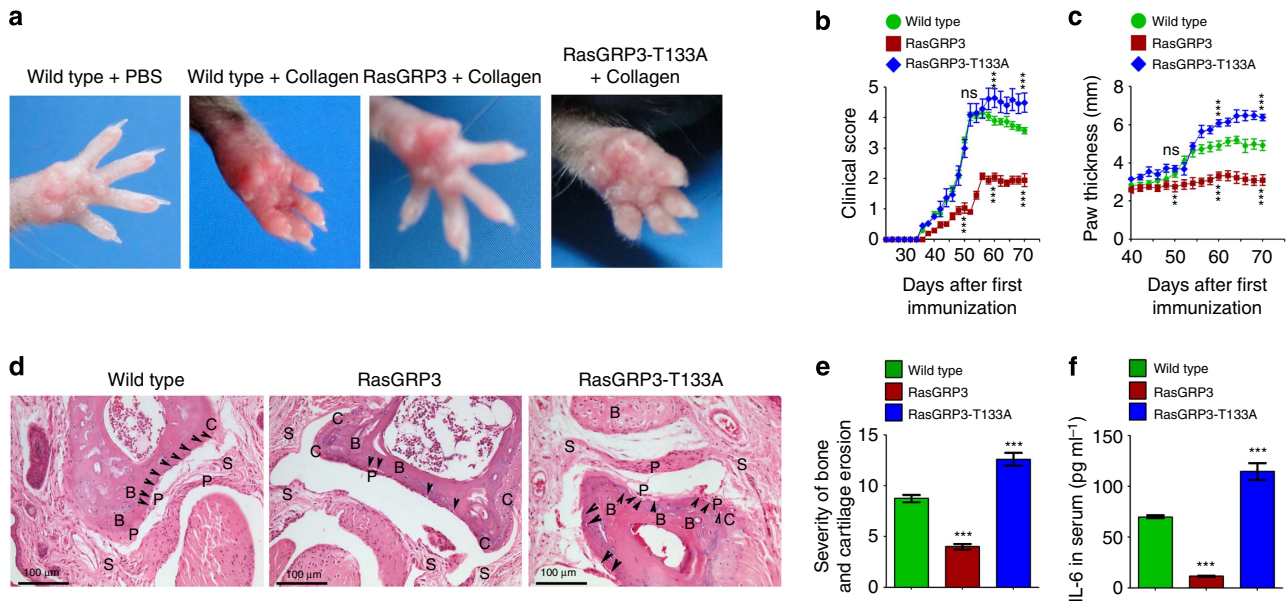 a
Wild type + PBS
Wild type + Collagen
RasGRP3 + Collagen
RasGRP3-T133A
+ Collagen
b
Wild type
RasGRP3
RasGRP3-T133A
Clinical score
5
4
3
2
1
0
ns
***
***
***
***
***
30 40 50 60 70
Days after first
immunization
c
Wild type
RasGRP3
RasGRP3-T133A
Paw thickness (mm)
8
6
4
2
0
ns
***
***
***
***
***
40 50 60 70
Days after first
immunization
d
Wild type
C
S
B
P
P
B
P
S
100 µm
RasGRP3
S
C
C
B
B
P
S
C
C
S
S
100 µm
RasGRP3-T133A
B
S
P
S
P
P
B
B
B
C
100 µm
e
Wild type
RasGRP3
RasGRP3-T133A
Severity of bone
and cartilage erosion
15
10
5
0
***
***
f
Wild type
RasGRP3
RasGRP3-T133A
IL-6 in serum (pg ml⁻¹)
150
100
50
0
***
***